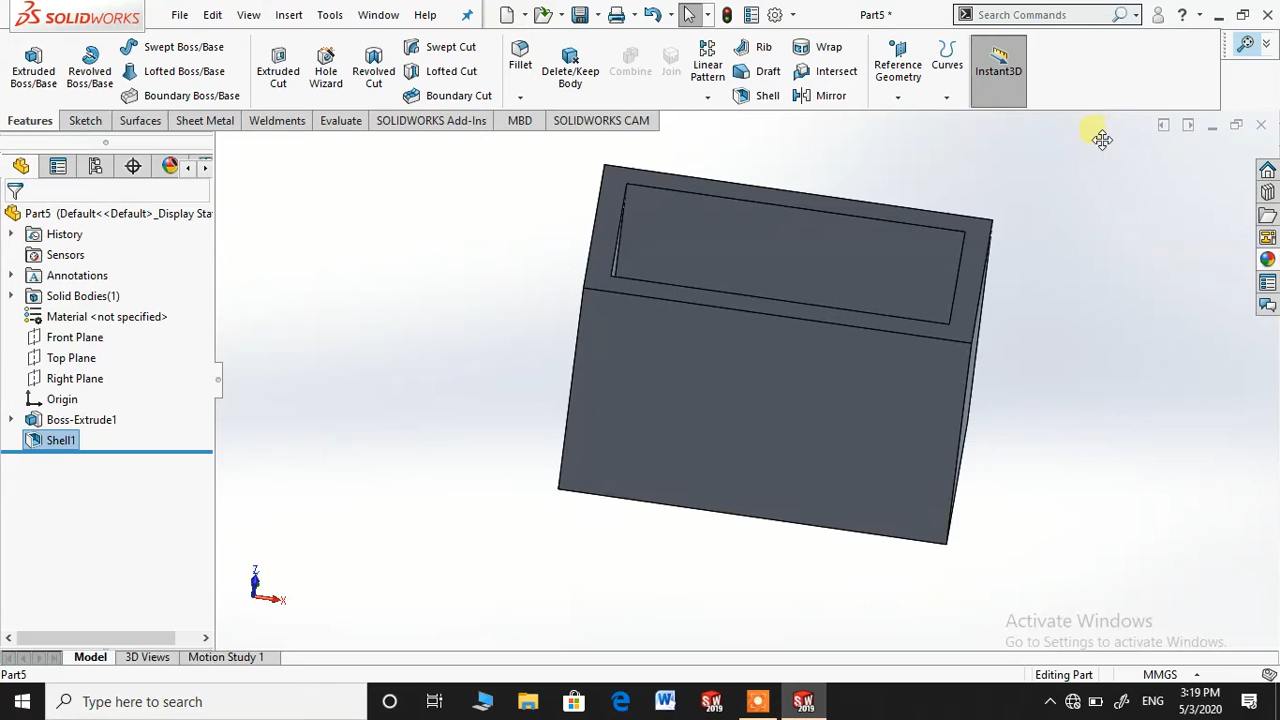 SOLIDWORKS File Edit View Insert Tools Window Help Part5 * Search Commands ?
Extruded Boss/Base Revolved Boss/Base Swept Boss/Base Lofted Boss/Base Boundary Boss/Base
Extruded Cut Hole Wizard Revolved Cut Swept Cut Lofted Cut Boundary Cut
Fillet Delete/Keep Body Combine Join Linear Pattern Rib Draft Shell Wrap Intersect Mirror
Reference Geometry Curves Instant3D
Features Sketch Surfaces Sheet Metal Weldments Evaluate SOLIDWORKS Add-Ins MBD SOLIDWORKS CAM
Part5 (Default<<Default>_Display Sta
History
Sensors
Annotations
Solid Bodies(1)
Material <not specified>
Front Plane
Top Plane
Right Plane
Origin
Boss-Extrude1
Shell1
Z
X
Activate Windows
Go to Settings to activate Windows.
Model 3D Views Motion Study 1
Part5 Editing Part MMGS
Type here to search SW 2019 SW 2019 ENG 3:19 PM
5/3/2020